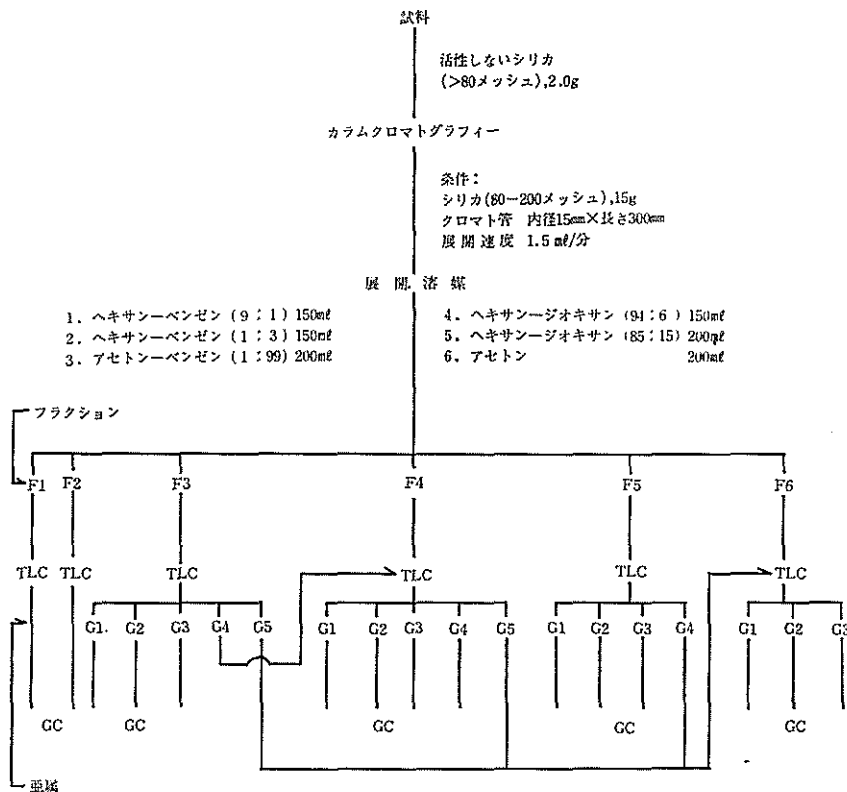 試料
活性しないシリカ
(>80メッシュ),2.0g
カラムクロマトグラフィー
条件：
シリカ(80-200メッシュ),15g
クロマト管 内径15mm×長さ300mm
展開速度 1.5 mℓ/分
展開溶媒
1．ヘキサンーベンゼン (9：1) 150mℓ
2．ヘキサンーベンゼン (1：3) 150mℓ
3．アセトンーベンゼン (1：99) 200mℓ
4．ヘキサンージオキサン (94：6) 150mℓ
5．ヘキサンージオキサン (85：15) 200mℓ
6．アセトン 200mℓ
フラクション
F1 F2 F3 F4 F5 F6
TLC TLC TLC TLC TLC TLC
G1. G2 G3 G4 G5 G1 G2 G3 G4 G5 G1 G2 G3 G4 G1 G2 G3
GC GC GC GC GC
亜属